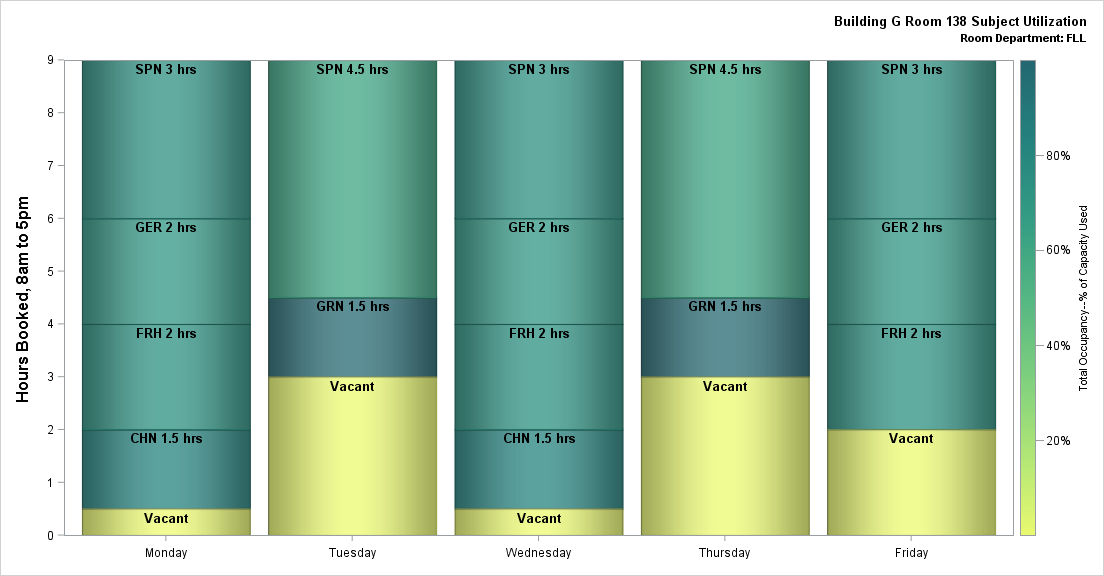 Building G Room 138 Subject Utilization
Room Department: FLL
Hours Booked, 8am to 5pm
9
8
7
6
5
4
3
2
1
0
SPN 3 hrs
GER 2 hrs
FRH 2 hrs
CHN 1.5 hrs
Vacant
Monday
SPN 4.5 hrs
GRN 1.5 hrs
Vacant
Tuesday
SPN 3 hrs
GER 2 hrs
FRH 2 hrs
CHN 1.5 hrs
Vacant
Wednesday
SPN 4.5 hrs
GRN 1.5 hrs
Vacant
Thursday
SPN 3 hrs
GER 2 hrs
FRH 2 hrs
Vacant
Friday
80%
60%
40%
20%
Total Occupancy--% of Capacity Used